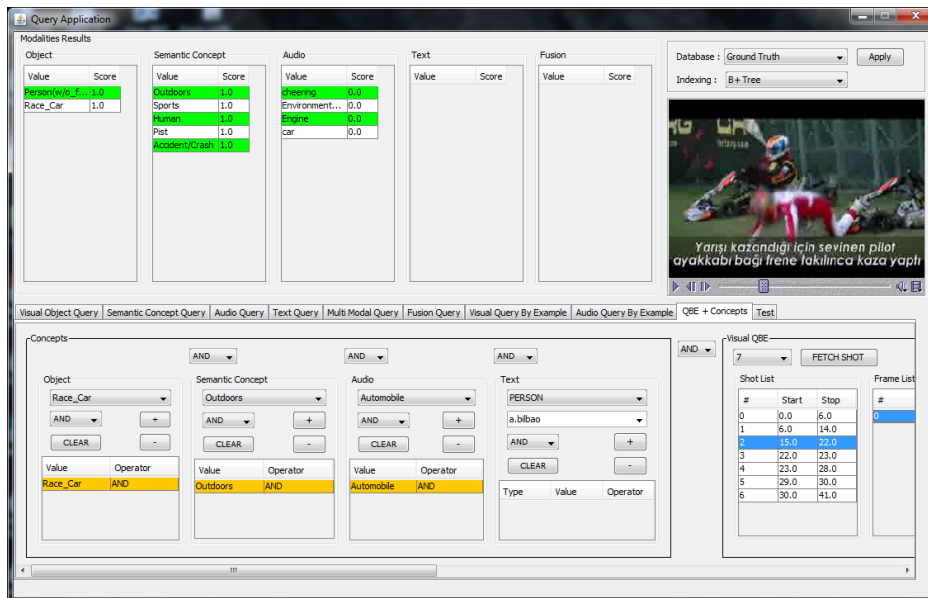 Query Application
Modalities Results
Object
Semantic Concept
Audio
Text
Fusion
Value Score
Value Score
Value Score
Value Score
Value Score
Person(w/o_f... 1.0
Race_Car 1.0
Outdoors 1.0
Sports 1.0
Human 1.0
Pist 1.0
Accident/Crash 1.0
cheering 0.0
Environment... 0.0
Engine 0.0
car 0.0
Database : Ground Truth Apply
Indexing : B+Tree
Yarışı kazandığı için sevinen pilot
ayakkabı bağı frene takılınca kaza yaptı
Visual Object Query Semantic Concept Query Audio Query Text Query Multi Modal Query Fusion Query Visual Query By Example Audio Query By Example QBE + Concepts Test
Concepts
AND AND AND AND
Object
Race_Car
AND +
CLEAR -
Value Operator
Race_Car AND
Semantic Concept
Outdoors
AND +
CLEAR -
Value Operator
Outdoors AND
Audio
Automobile
AND +
CLEAR -
Value Operator
Automobile AND
Text
PERSON
a.bilbao
AND +
CLEAR -
Type Value Operator
Visual QBE
7 FETCH SHOT
Shot List
# Start Stop
0 0.0 6.0
1 6.0 14.0
2 15.0 22.0
3 22.0 23.0
4 23.0 28.0
5 29.0 30.0
6 30.0 41.0
Frame List
#
0